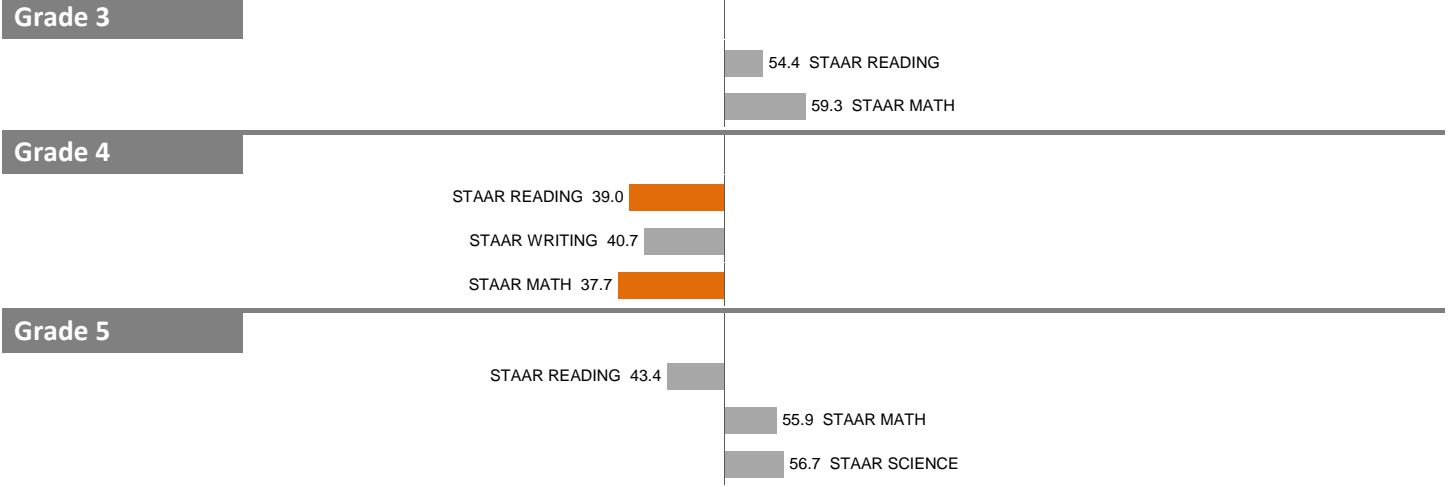 Grade 3
54.4 STAAR READING
59.3 STAAR MATH
Grade 4
STAAR READING 39.0
STAAR WRITING 40.7
STAAR MATH 37.7
Grade 5
STAAR READING 43.4
55.9 STAAR MATH
56.7 STAAR SCIENCE